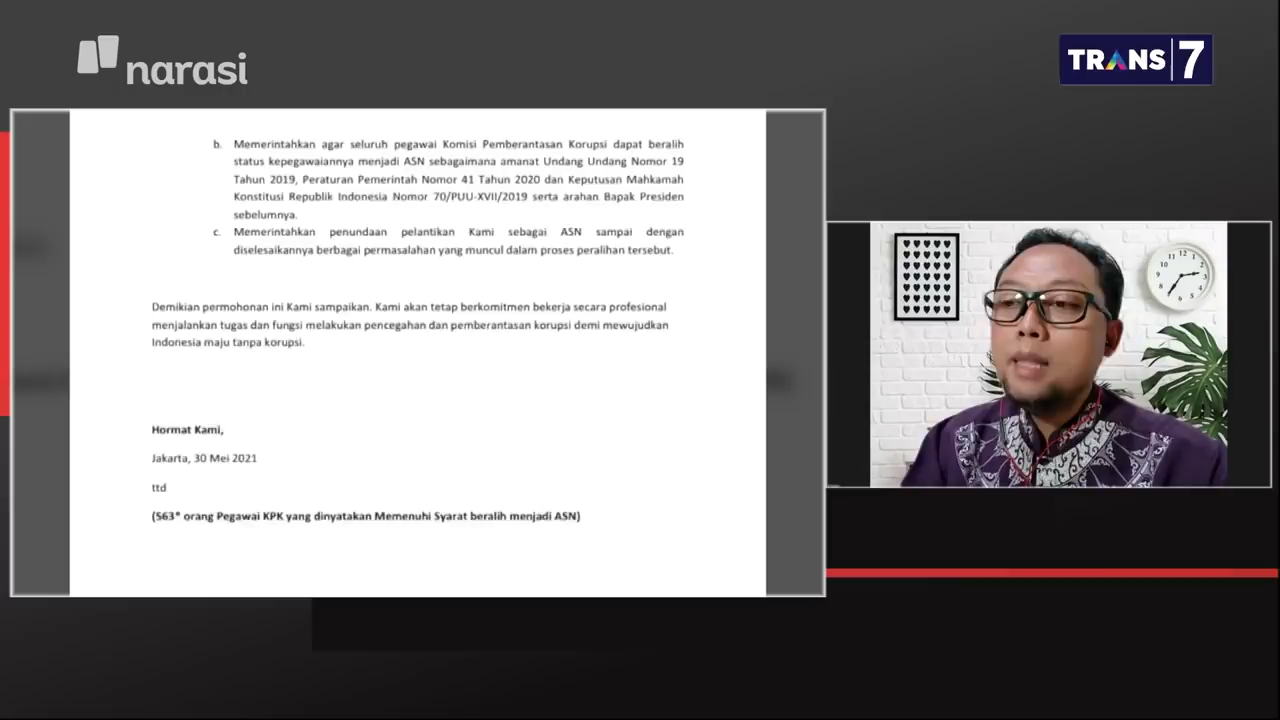 narasi
TRANS 7
b. Memerintahkan agar seluruh pegawai Komisi Pemberantasan Korupsi dapat beralih
status kepegawaiannya menjadi ASN sebagaimana amanat Undang Undang Nomor 19
Tahun 2019, Peraturan Pemerintah Nomor 41 Tahun 2020 dan Keputusan Mahkamah
Konstitusi Republik Indonesia Nomor 70/PUU-XVII/2019 serta arahan Bapak Presiden
sebelumnya.
c. Memerintahkan penundaan pelantikan Kami sebagai ASN sampai dengan
diselesaikannya berbagai permasalahan yang muncul dalam proses peralihan tersebut.
Demikian permohonan ini Kami sampaikan. Kami akan tetap berkomitmen bekerja secara profesional
menjalankan tugas dan fungsi melakukan pencegahan dan pemberantasan korupsi demi mewujudkan
Indonesia maju tanpa korupsi.
Hormat Kami,
Jakarta, 30 Mei 2021
ttd
(563* orang Pegawai KPK yang dinyatakan Memenuhi Syarat beralih menjadi ASN)